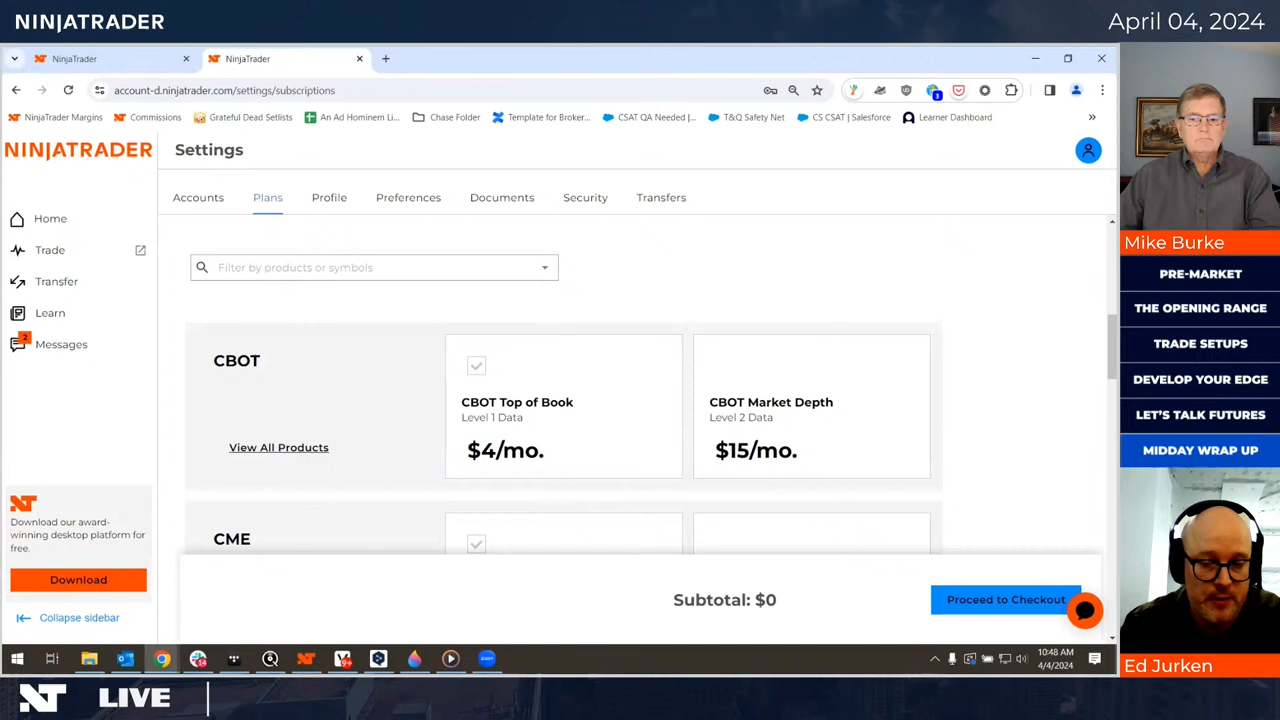 NINJATRADER
April 04, 2024
NinjaTrader
NinjaTrader
account-d.ninjatrader.com/settings/subscriptions
3
NinjaTrader Margins
Commissions
Grateful Dead Setlists
An Ad Hominem Li...
Chase Folder
Template for Broker...
CSAT QA Needed |...
T&Q Safety Net
CS CSAT | Salesforce
Learner Dashboard
NINJATRADER
Settings
Accounts
Plans
Profile
Preferences
Documents
Security
Transfers
Home
Trade
Transfer
Learn
2
Messages
Filter by products or symbols
CBOT
View All Products
CBOT Top of Book
Level 1 Data
$4/mo.
CBOT Market Depth
Level 2 Data
$15/mo.
CME
Download our award-
winning desktop platform for
free.
Download
Collapse sidebar
Subtotal: $0
Proceed to Checkout
10:48 AM
4/4/2024
Mike Burke
PRE-MARKET
THE OPENING RANGE
TRADE SETUPS
DEVELOP YOUR EDGE
LET'S TALK FUTURES
MIDDAY WRAP UP
Ed Jurken
LIVE